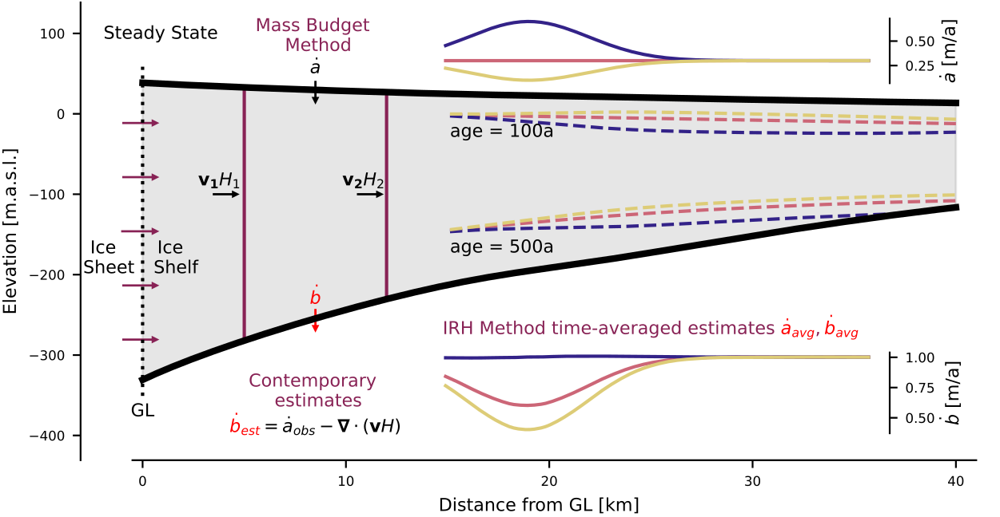 Steady State
Mass Budget
Method
ȧ
100
0
−100
−200
−300
−400
Elevation [m.a.s.l.]
0.50
0.25
ȧ [m/a]
age = 100a
v₁H₁
v₂H₂
age = 500a
Ice
Sheet
Ice
Shelf
ḃ
IRH Method time-averaged estimates ȧ_avg, ḃ_avg
1.00
0.75
0.50
ḃ [m/a]
Contemporary
estimates
ḃ_est = ȧ_obs − ∇ · (vH)
GL
0
10
20
30
40
Distance from GL [km]